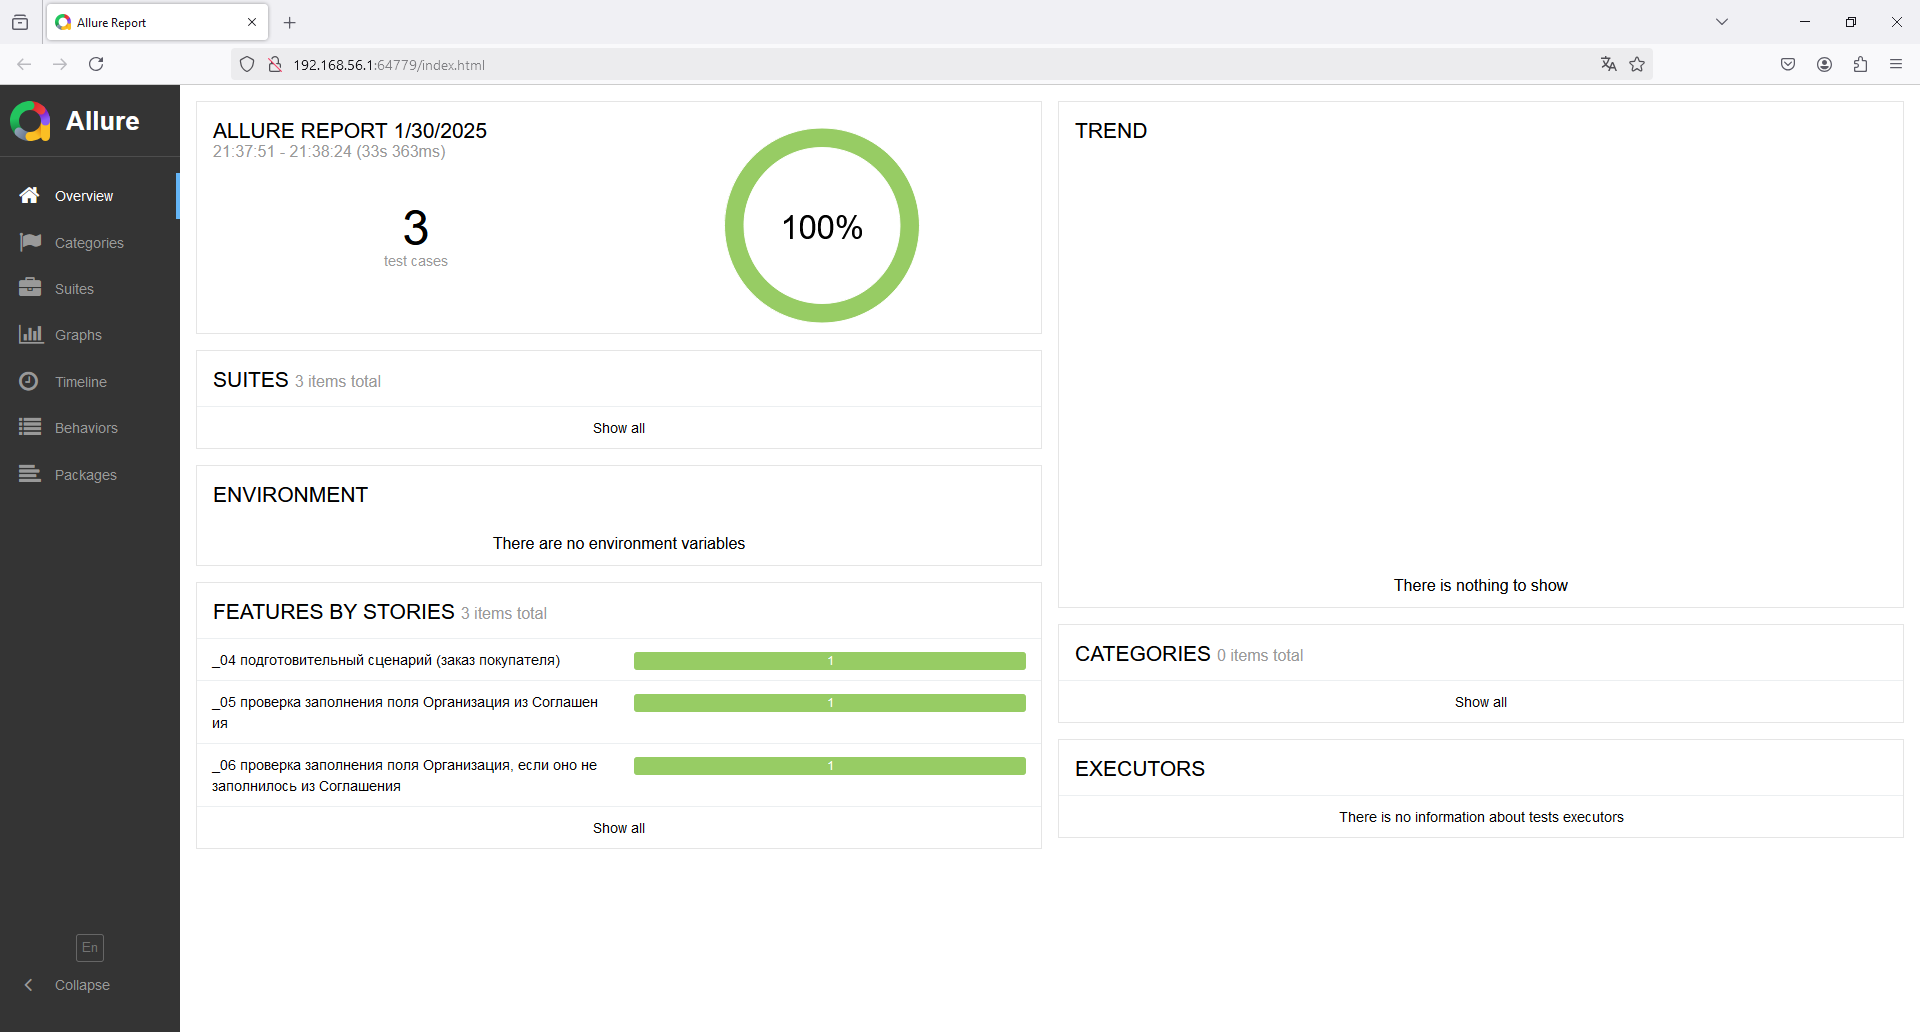 Allure Report
192.168.56.1:64779/index.html
Allure
Overview
Categories
Suites
Graphs
Timeline
Behaviors
Packages
En
Collapse
ALLURE REPORT 1/30/2025
21:37:51 - 21:38:24 (33s 363ms)
3
test cases
100%
SUITES 3 items total
Show all
ENVIRONMENT
There are no environment variables
FEATURES BY STORIES 3 items total
_04 подготовительный сценарий (заказ покупателя)
1
_05 проверка заполнения поля Организация из Соглашен
ия
1
_06 проверка заполнения поля Организация, если оно не
заполнилось из Соглашения
1
Show all
TREND
There is nothing to show
CATEGORIES 0 items total
Show all
EXECUTORS
There is no information about tests executors